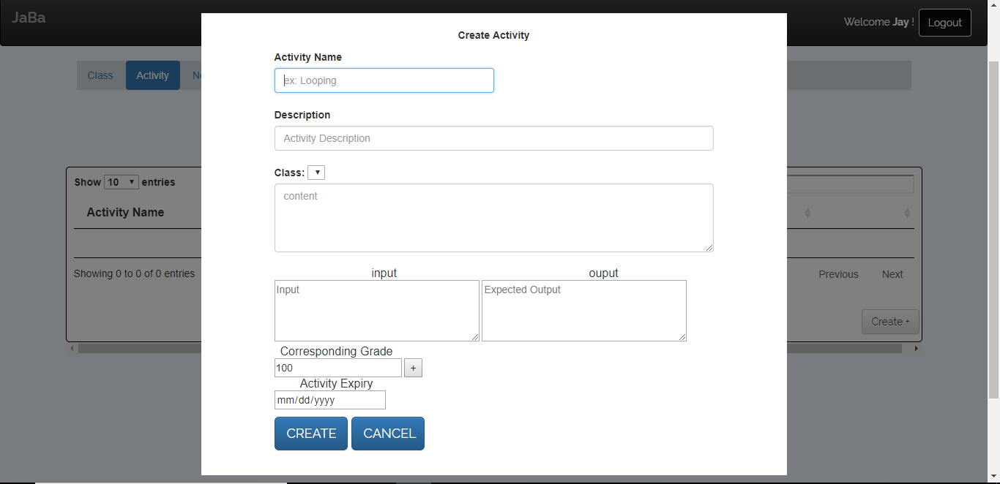 JaBa
Welcome Jay !
Logout
Class
Activity
Create Activity
Activity Name
ex: Looping
Description
Activity Description
Class:
content
input
ouput
Input
Expected Output
Corresponding Grade
100
+
Activity Expiry
mm/dd/yyyy
CREATE
CANCEL
Show 10 entries
Activity Name
Showing 0 to 0 of 0 entries
Previous
Next
Create +